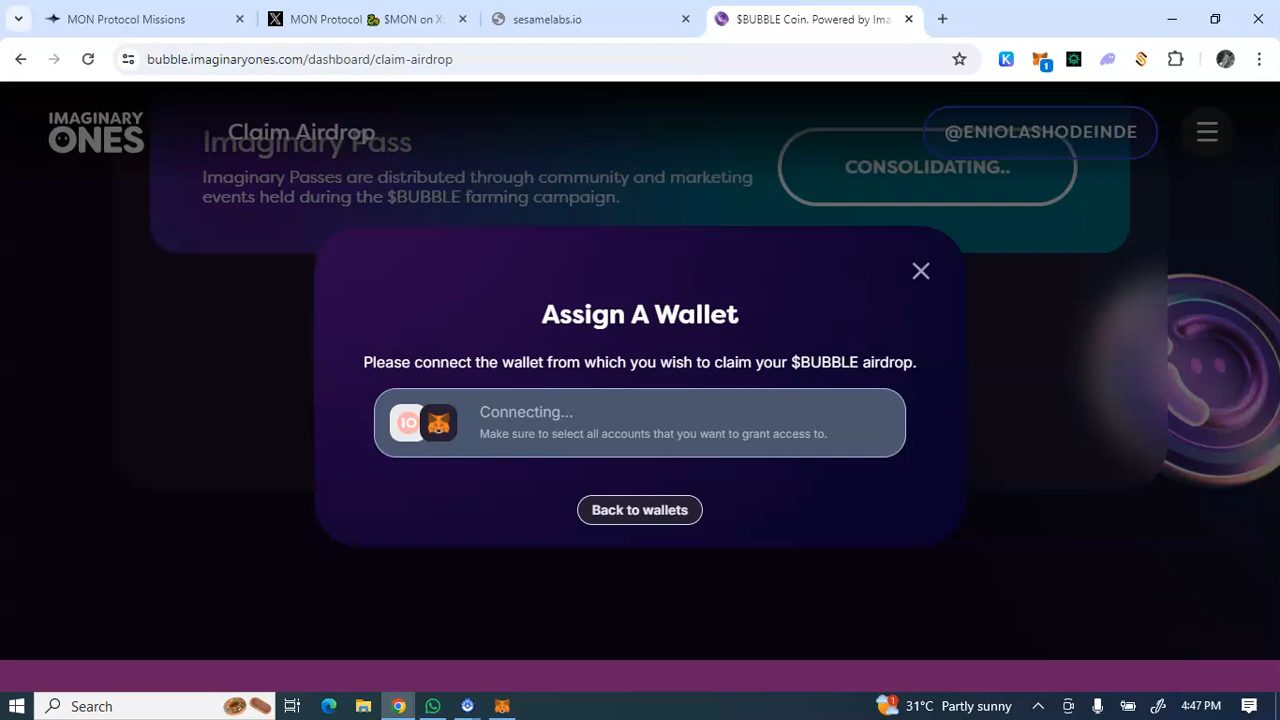 MON Protocol Missions
MON Protocol 🐲 $MON on X
sesamelabs.io
$BUBBLE Coin. Powered by Ima
bubble.imaginaryones.com/dashboard/claim-airdrop
1
IMAGINARY
ONES
Claim Airdrop
@ENIOLASHODEINDE
Imaginary Pass
Imaginary Passes are distributed through community and marketing
events held during the $BUBBLE farming campaign.
CONSOLIDATING..
Assign A Wallet
Please connect the wallet from which you wish to claim your $BUBBLE airdrop.
IO
Connecting...
Make sure to select all accounts that you want to grant access to.
Back to wallets
Search
1
31°C Partly sunny
4:47 PM